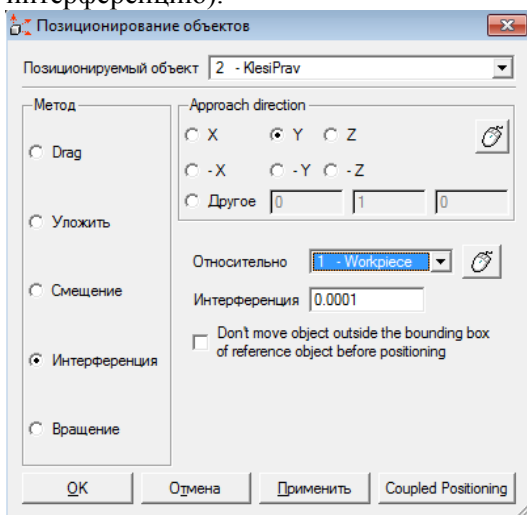 интерференцию).
Позиционирование объектов
Позиционируемый объект 2 - KlesiPrav
Метод
Approach direction
Drag
X Y Z
-X -Y -Z
Другое 0 1 0
Уложить
Относительно 1 - Workpiece
Смещение
Интерференция 0.0001
Don't move object outside the bounding box
of reference object before positioning
Интерференция
Вращение
OK Отмена Применить Coupled Positioning